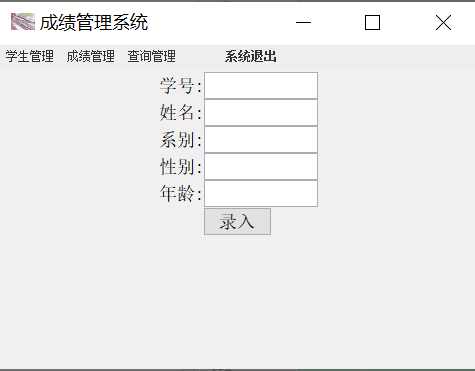 成绩管理系统
学生管理 成绩管理 查询管理 系统退出
学号:
姓名:
系别:
性别:
年龄:
录入